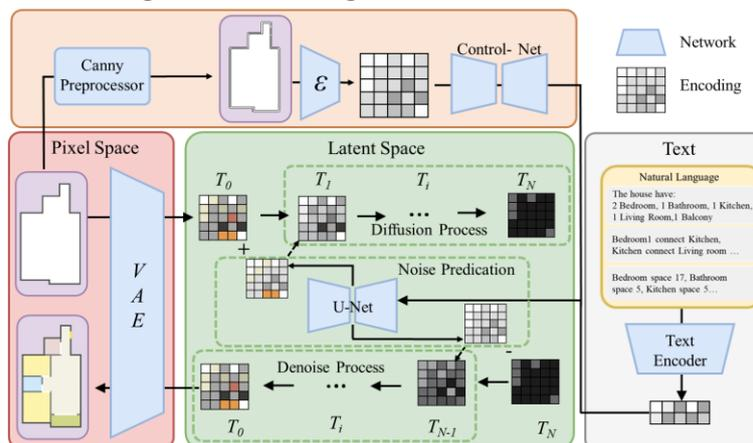 Canny
Preprocessor
ε
Control- Net
Network
Encoding
Pixel Space
Latent Space
Text
V
A
E
T0
T1
Ti
TN
...
Diffusion Process
+
Noise Predication
U-Net
-
Denoise Process
...
T0
Ti
TN-1
TN
Natural Language
The house have:
2 Bedroom, 1 Bathroom, 1 Kitchen,
1 Living Room,1 Balcony
Bedroom1 connect Kitchen,
Kitchen connect Living room ...
Bedroom space 17, Bathroom
space 5, Kitchen space 5...
Text
Encoder